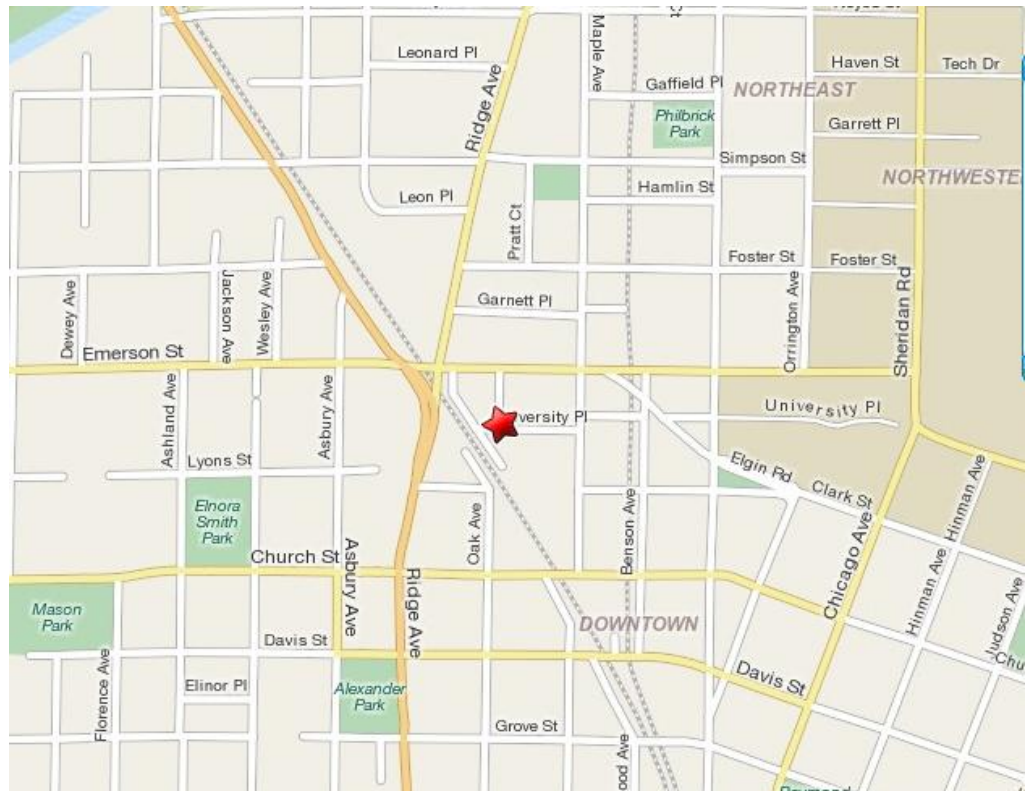 Leonard Pl
Ridge Ave
Maple Ave
Ct
Gaffield Pl
NORTHEAST
Haven St
Tech Dr
Philbrick
Park
Garrett Pl
Simpson St
NORTHWESTE
Leon Pl
Hamlin St
Pratt Ct
Foster St
Foster St
Sheridan Rd
Orrington Ave
Garnett Pl
Dewey Ave
Jackson Ave
Wesley Ave
Emerson St
Ashland Ave
Asbury Ave
versity Pl
University Pl
Lyons St
Elgin Rd
Clark St
Hinman Ave
Elnora
Smith
Park
Oak Ave
Benson Ave
Chicago Ave
Church St
Asbury Ave
Ridge Ave
Hinman Ave
Judson Ave
Mason
Park
DOWNTOWN
Davis St
Chu
Florence Ave
Elinor Pl
Alexander
Park
Davis St
Grove St
ood Ave